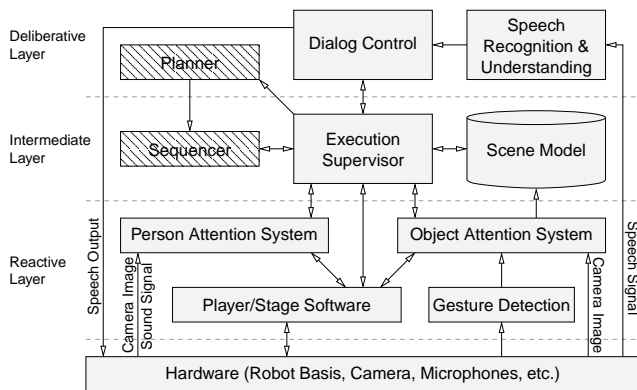 Deliberative
Layer
Dialog Control
Speech
Recognition &
Understanding
Planner
Intermediate
Layer
Sequencer
Execution
Supervisor
Scene Model
Reactive
Layer
Speech Output
Camera Image
Sound Signal
Person Attention System
Object Attention System
Player/Stage Software
Gesture Detection
Camera Image
Speech Signal
Hardware (Robot Basis, Camera, Microphones, etc.)